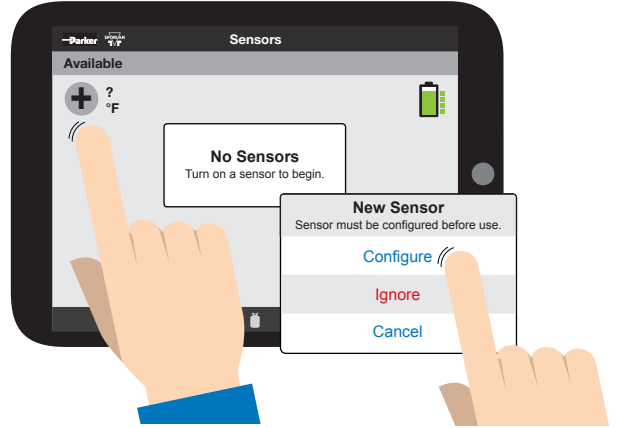 Parker SPORLAN Sensors
Available
?
°F
No Sensors
Turn on a sensor to begin.
New Sensor
Sensor must be configured before use.
Configure
Ignore
Cancel